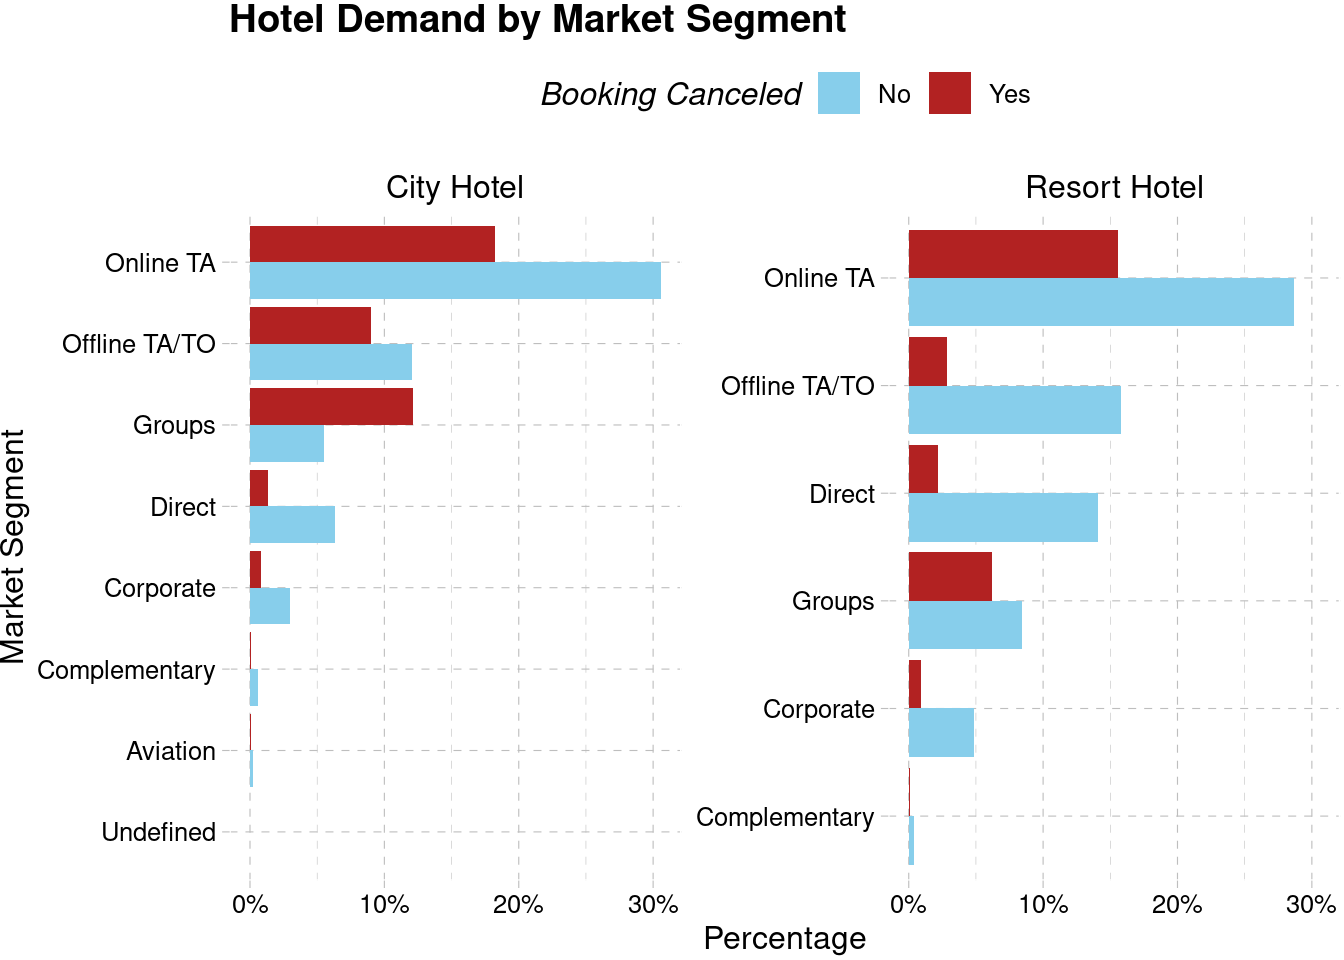 Hotel Demand by Market Segment
Booking Canceled No Yes
City Hotel
Resort Hotel
Market Segment
Online TA
Offline TA/TO
Groups
Direct
Corporate
Complementary
Aviation
Undefined
0% 10% 20% 30%
Online TA
Offline TA/TO
Direct
Groups
Corporate
Complementary
0% 10% 20% 30%
Percentage